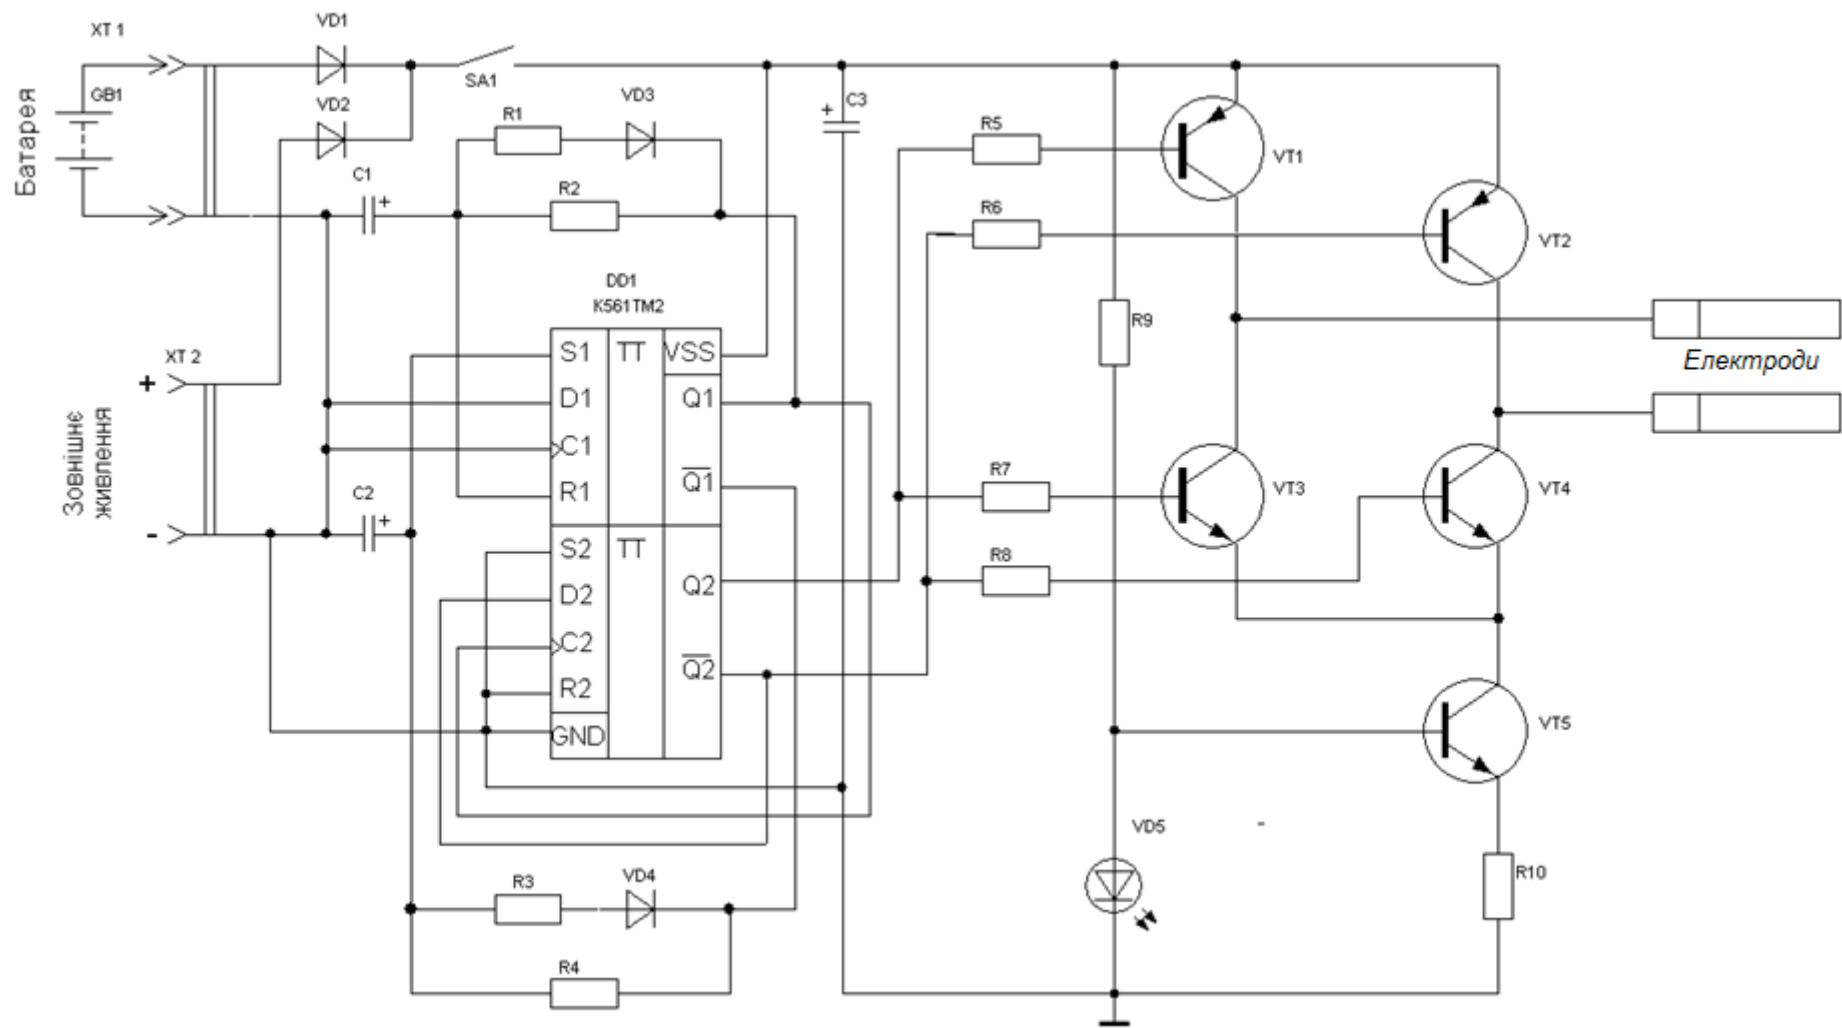 XT 1
VD1
SA1
GB1
Батарея
VD2
C3
+
R1
VD3
R5
VT1
C1
+
R2
R6
VT2
DD1
К561ТМ2
R9
Електроди
XT 2
+
Зовнішнє
живлення
-
S1
TT
VSS
D1
Q1
C1
R1
Q1
C2
+
S2
TT
D2
Q2
C2
R2
Q2
GND
R7
VT3
VT4
R8
VT5
VD5
-
R10
R3
VD4
R4